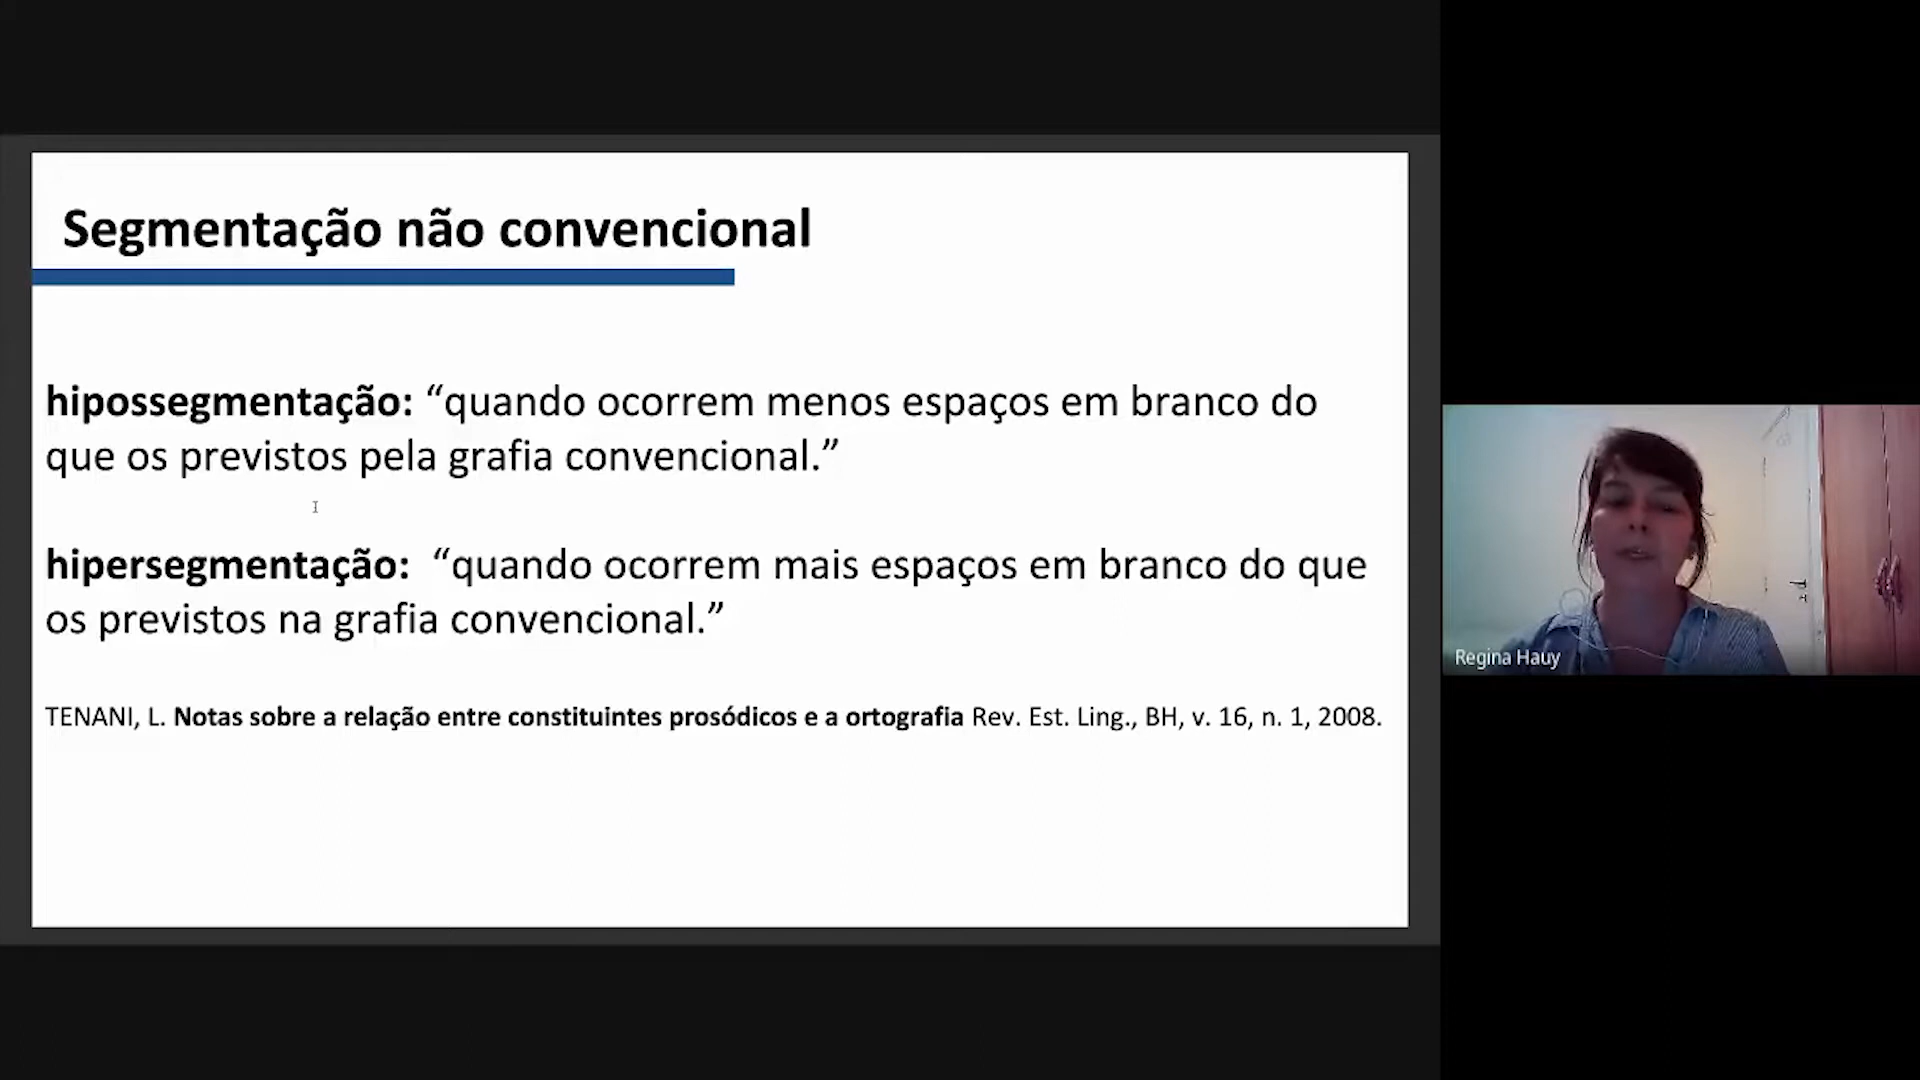 Segmentação não convencional
hipossegmentação: “quando ocorrem menos espaços em branco do
que os previstos pela grafia convencional.”
hipersegmentação: “quando ocorrem mais espaços em branco do que
os previstos na grafia convencional.”
TENANI, L. Notas sobre a relação entre constituintes prosódicos e a ortografia Rev. Est. Ling., BH, v. 16, n. 1, 2008.
Regina Hauy